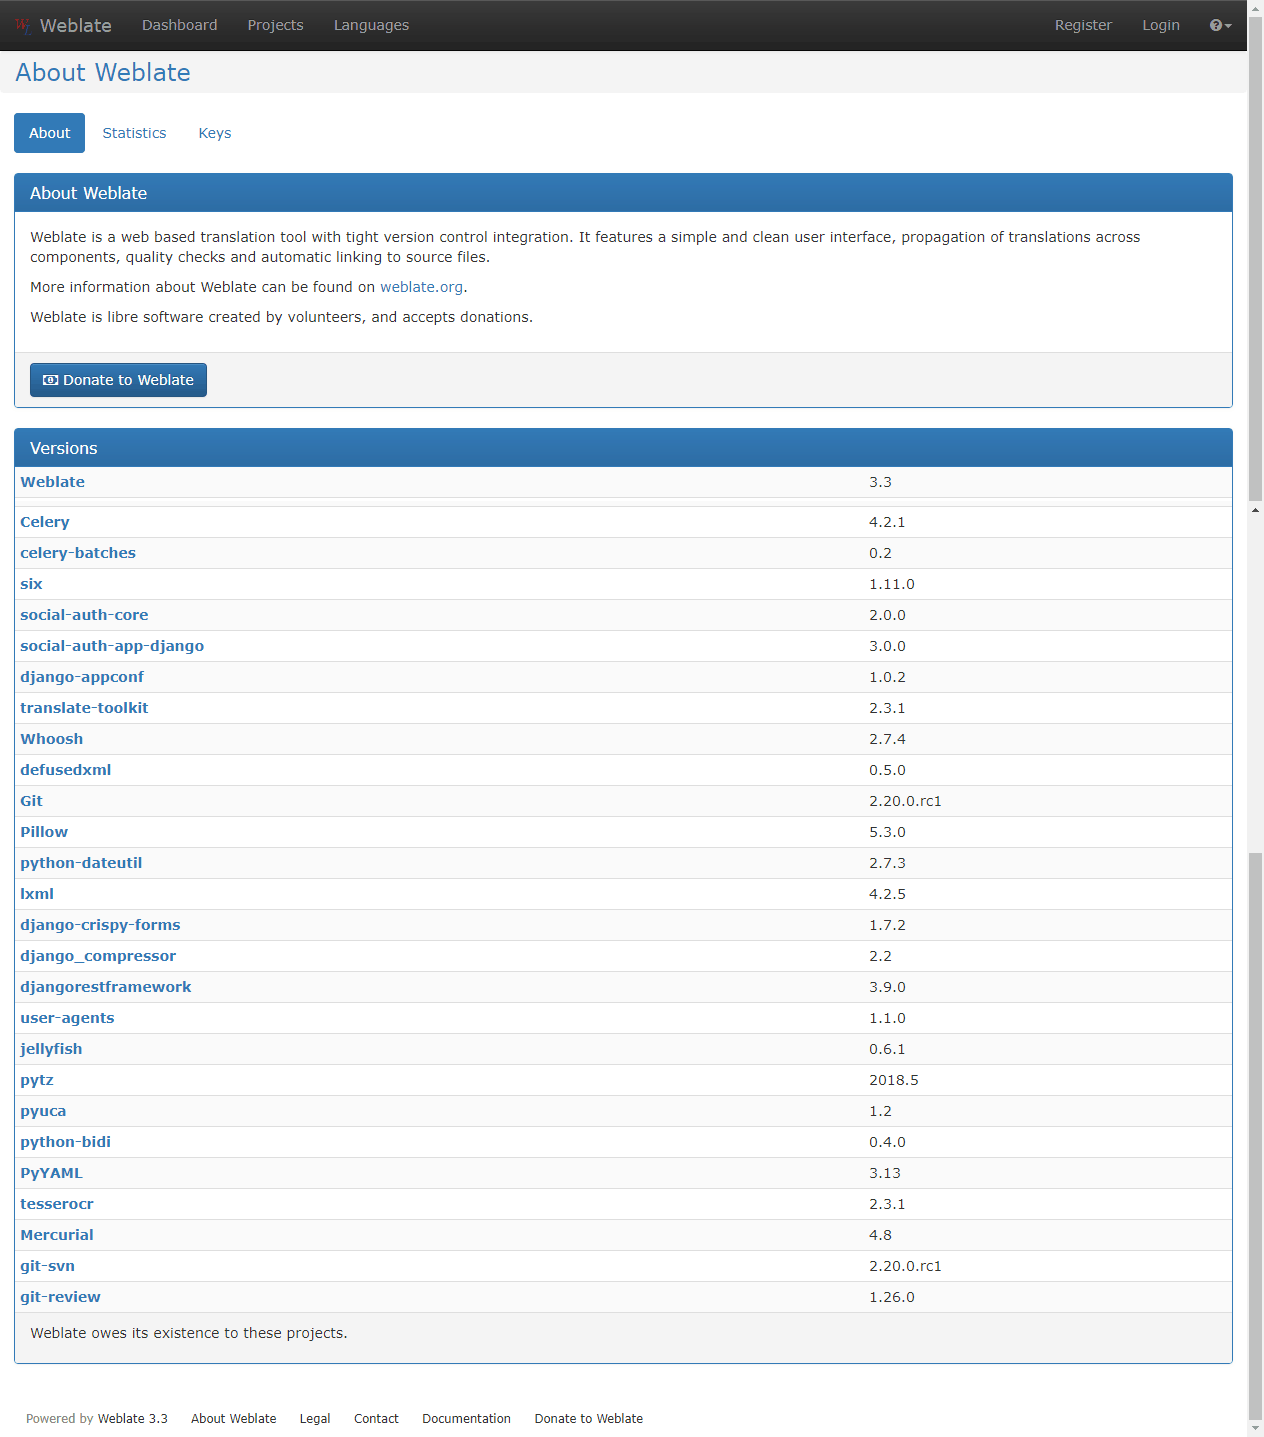 Weblate Dashboard Projects Languages Register Login
About Weblate
About Statistics Keys
About Weblate
Weblate is a web based translation tool with tight version control integration. It features a simple and clean user interface, propagation of translations across
components, quality checks and automatic linking to source files.
More information about Weblate can be found on weblate.org.
Weblate is libre software created by volunteers, and accepts donations.
Donate to Weblate
Versions
Weblate 3.3
Celery 4.2.1
celery-batches 0.2
six 1.11.0
social-auth-core 2.0.0
social-auth-app-django 3.0.0
django-appconf 1.0.2
translate-toolkit 2.3.1
Whoosh 2.7.4
defusedxml 0.5.0
Git 2.20.0.rc1
Pillow 5.3.0
python-dateutil 2.7.3
lxml 4.2.5
django-crispy-forms 1.7.2
django_compressor 2.2
djangorestframework 3.9.0
user-agents 1.1.0
jellyfish 0.6.1
pytz 2018.5
pyuca 1.2
python-bidi 0.4.0
PyYAML 3.13
tesserocr 2.3.1
Mercurial 4.8
git-svn 2.20.0.rc1
git-review 1.26.0
Weblate owes its existence to these projects.
Powered by Weblate 3.3 About Weblate Legal Contact Documentation Donate to Weblate